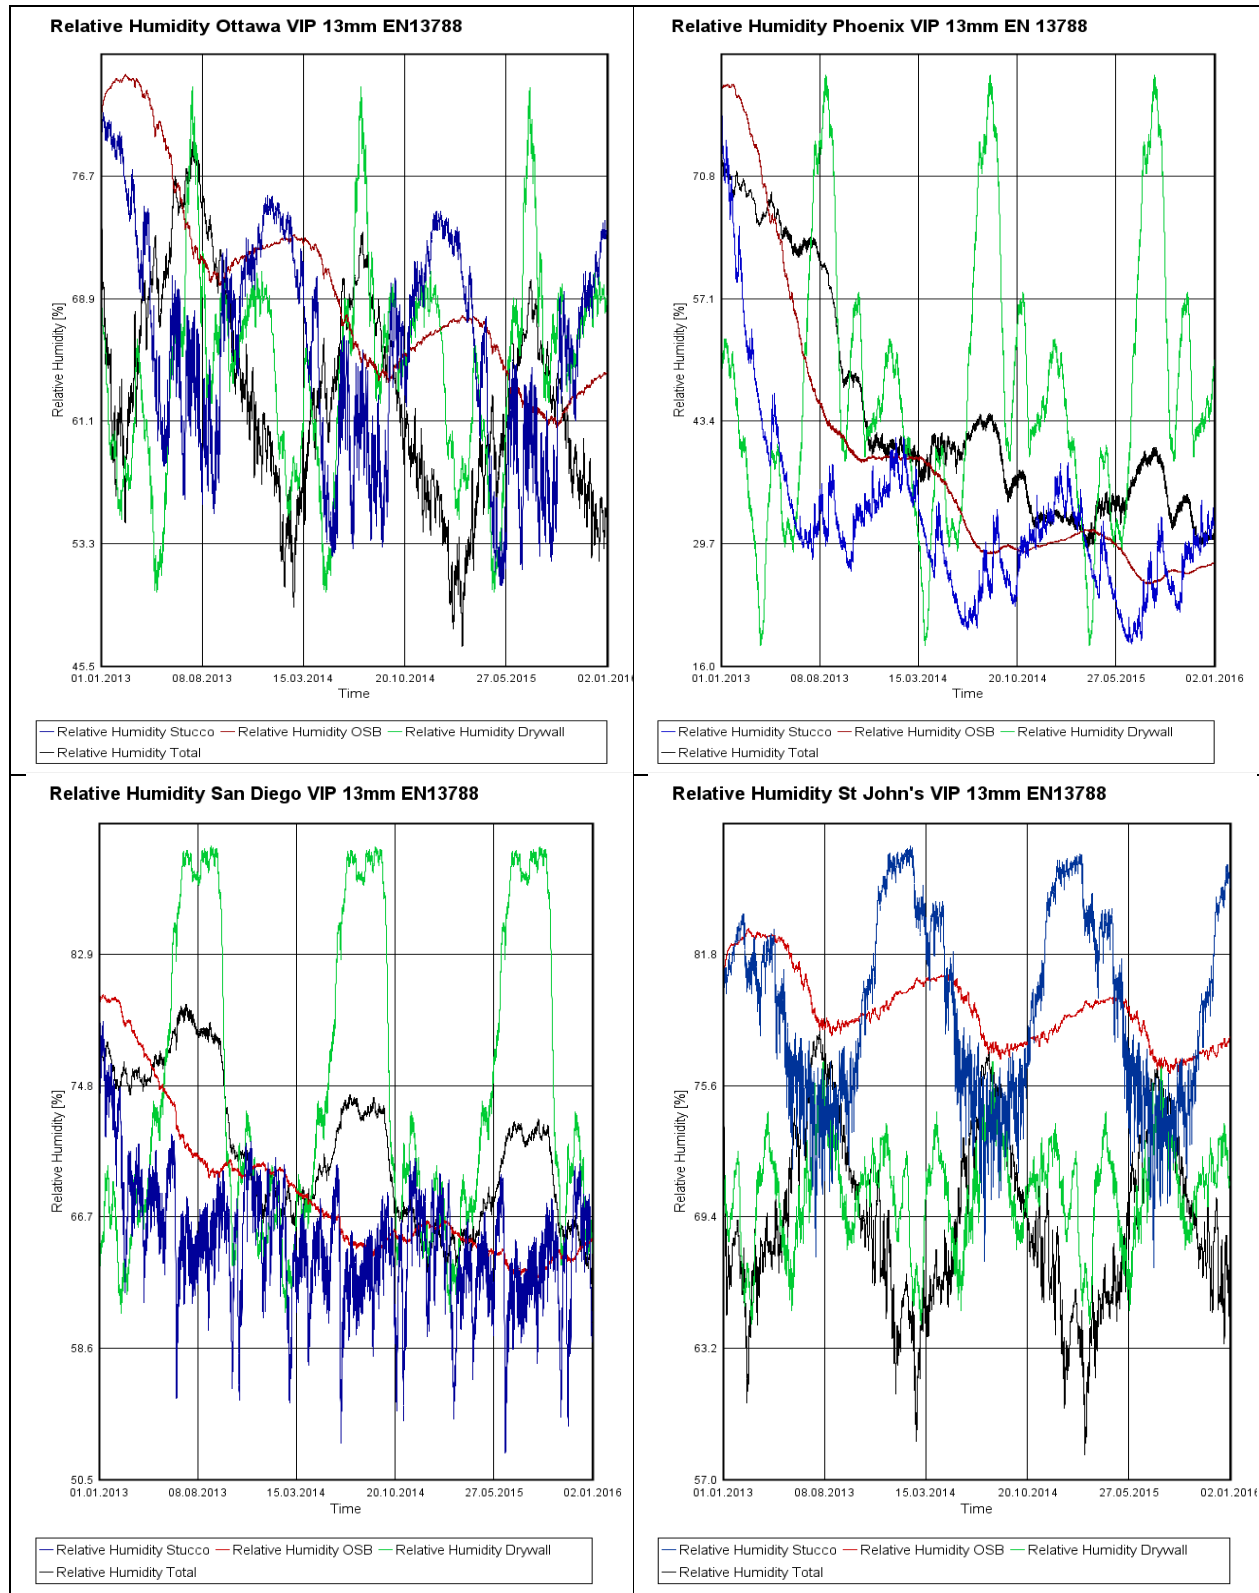 Relative Humidity Ottawa VIP 13mm EN13788
Relative Humidity [%]
76.7
68.9
61.1
53.3
45.5
01.01.2013 08.08.2013 15.03.2014 20.10.2014 27.05.2015 02.01.2016
Time
Relative Humidity Stucco Relative Humidity OSB Relative Humidity Drywall
Relative Humidity Total
Relative Humidity Phoenix VIP 13mm EN 13788
Relative Humidity [%]
70.8
57.1
43.4
29.7
16.0
01.01.2013 08.08.2013 15.03.2014 20.10.2014 27.05.2015 02.01.2016
Time
Relative Humidity Stucco Relative Humidity OSB Relative Humidity Drywall
Relative Humidity Total
Relative Humidity San Diego VIP 13mm EN13788
Relative Humidity [%]
82.9
74.8
66.7
58.6
50.5
01.01.2013 08.08.2013 15.03.2014 20.10.2014 27.05.2015 02.01.2016
Time
Relative Humidity Stucco Relative Humidity OSB Relative Humidity Drywall
Relative Humidity Total
Relative Humidity St John's VIP 13mm EN13788
Relative Humidity [%]
81.8
75.6
69.4
63.2
57.0
01.01.2013 08.08.2013 15.03.2014 20.10.2014 27.05.2015 02.01.2016
Time
Relative Humidity Stucco Relative Humidity OSB Relative Humidity Drywall
Relative Humidity Total